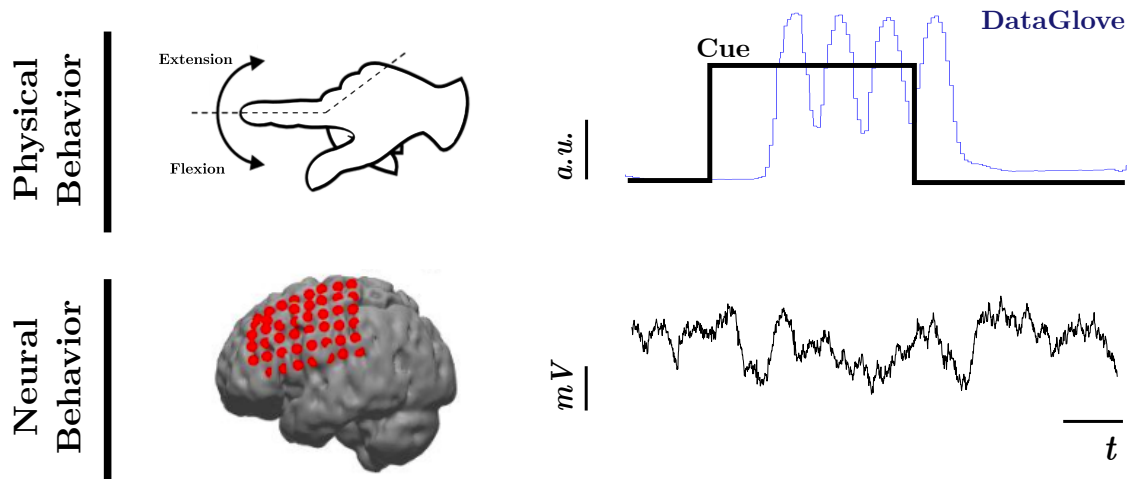 Physical
Behavior
Extension
Flexion
Cue
DataGlove
a.u.
Neural
Behavior
mV
t